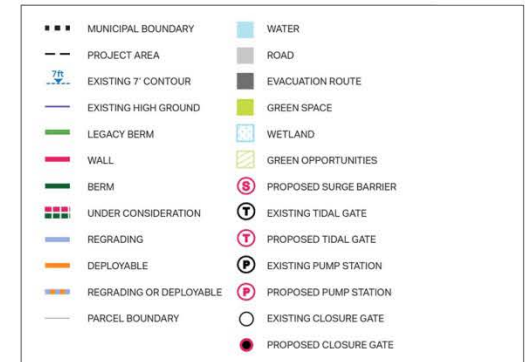 MUNICIPAL BOUNDARY
PROJECT AREA
7ft
EXISTING 7' CONTOUR
EXISTING HIGH GROUND
LEGACY BERM
WALL
BERM
UNDER CONSIDERATION
REGRADING
DEPLOYABLE
REGRADING OR DEPLOYABLE
PARCEL BOUNDARY
WATER
ROAD
EVACUATION ROUTE
GREEN SPACE
WETLAND
GREEN OPPORTUNITIES
S PROPOSED SURGE BARRIER
T EXISTING TIDAL GATE
T PROPOSED TIDAL GATE
P EXISTING PUMP STATION
P PROPOSED PUMP STATION
EXISTING CLOSURE GATE
PROPOSED CLOSURE GATE